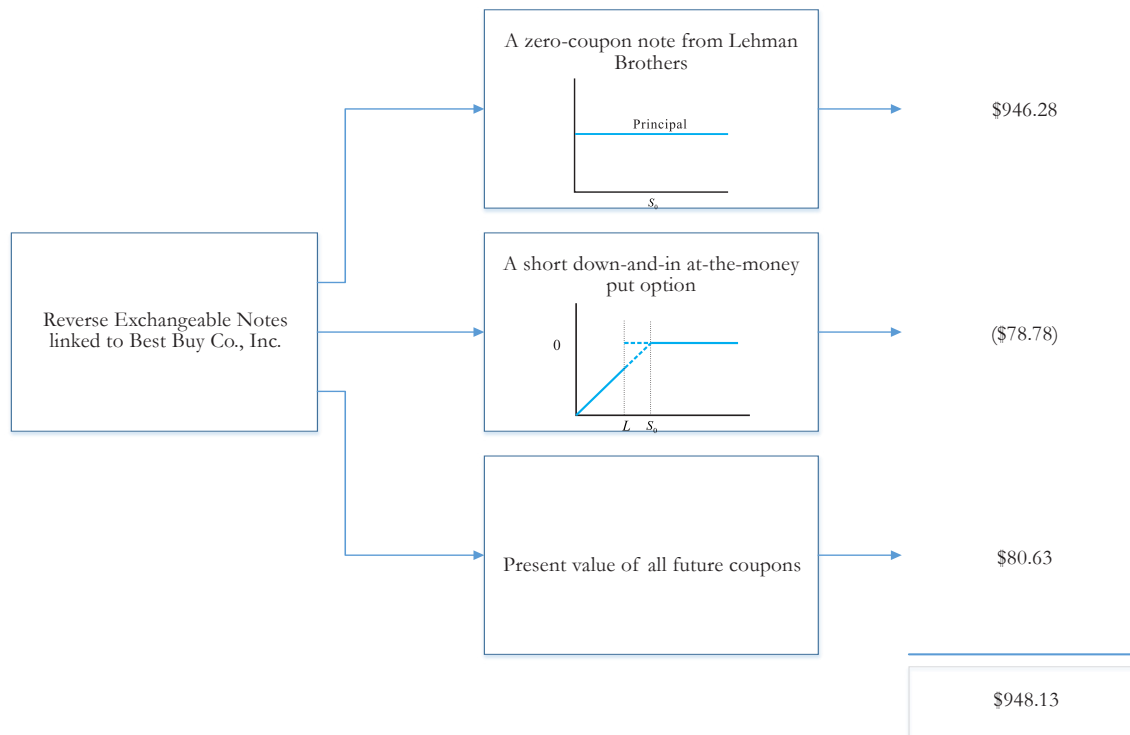 A zero-coupon note from Lehman
Brothers
Principal
S₀
$946.28
Reverse Exchangeable Notes
linked to Best Buy Co., Inc.
A short down-and-in at-the-money
put option
0
L
S₀
($78.78)
Present value of all future coupons
$80.63
$948.13